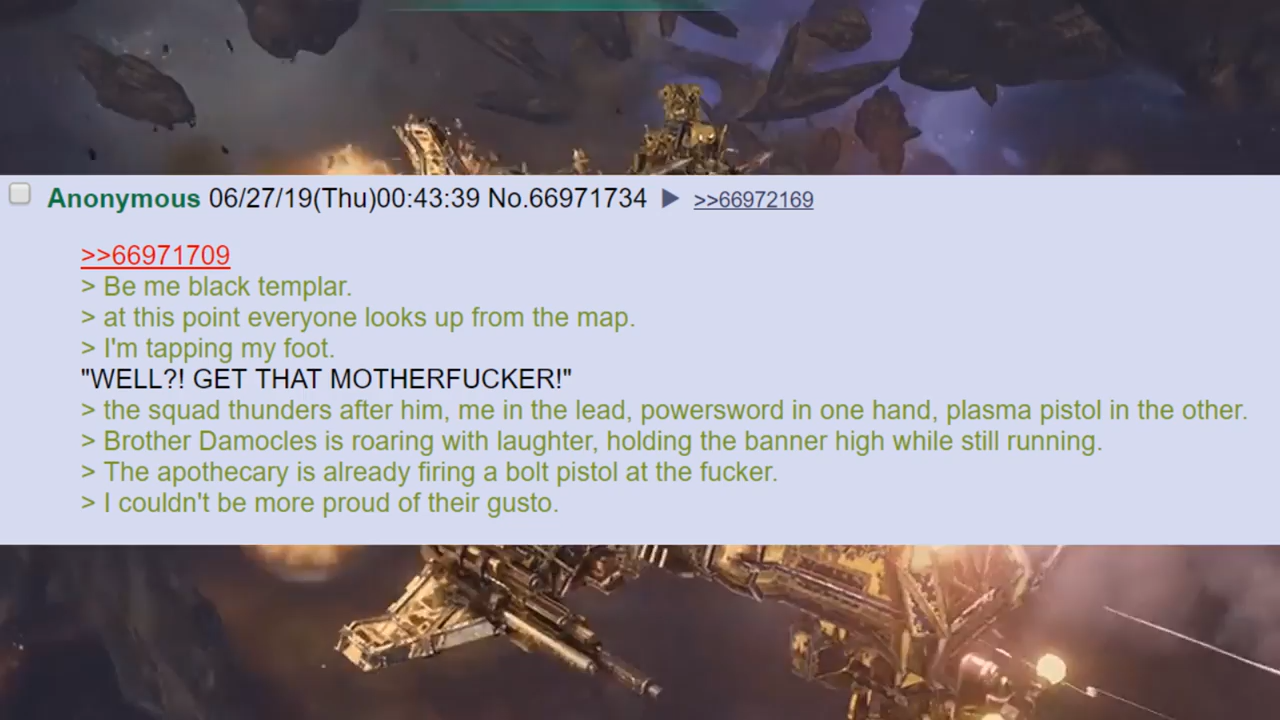 Anonymous 06/27/19(Thu)00:43:39 No.66971734 ▶ >>66972169
>>66971709
> Be me black templar.
> at this point everyone looks up from the map.
> I'm tapping my foot.
"WELL?! GET THAT MOTHERFUCKER!"
> the squad thunders after him, me in the lead, powersword in one hand, plasma pistol in the other.
> Brother Damocles is roaring with laughter, holding the banner high while still running.
> The apothecary is already firing a bolt pistol at the fucker.
> I couldn't be more proud of their gusto.